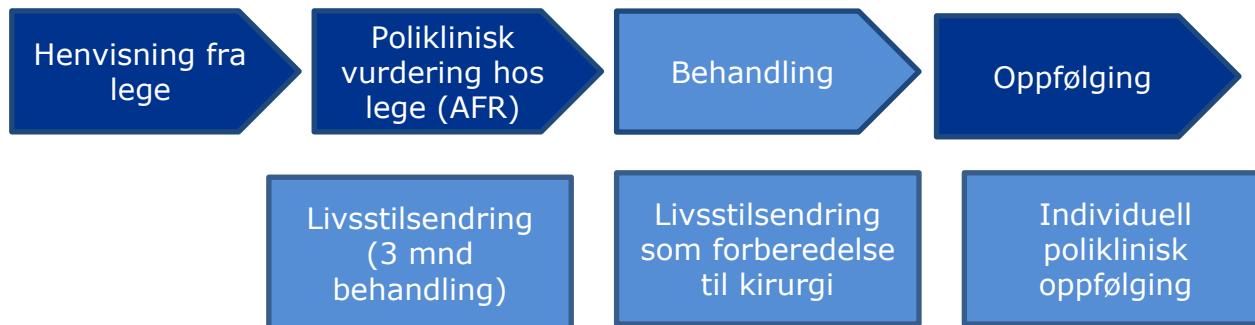 Henvisning fra
lege
Poliklinisk
vurdering hos
lege (AFR)
Behandling
Oppfølging
Livsstilsendring
(3 mnd
behandling)
Livsstilsendring
som forberedelse
til kirurgi
Individuell
poliklinisk
oppfølging